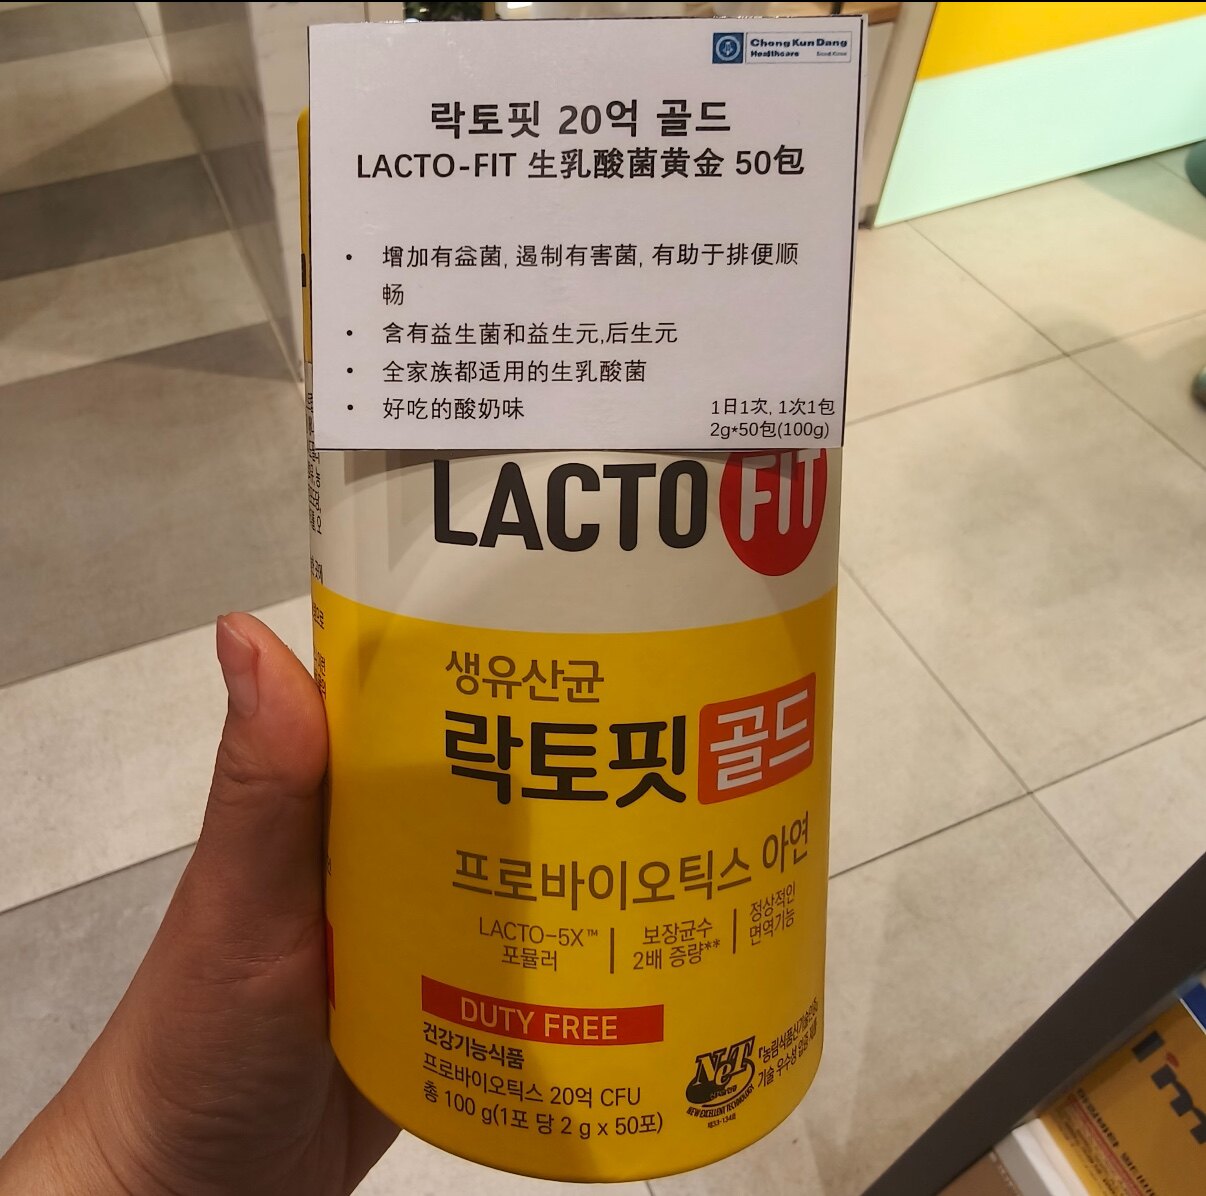 ChongKunDang
Healthcare
락토핏 20억 골드
LACTO-FIT 生乳酸菌黄金 50包
• 增加有益菌, 遏制有害菌, 有助于排便顺
畅
• 含有益生菌和益生元,后生元
• 全家族都适用的生乳酸菌
• 好吃的酸奶味
1日1次, 1次1包
2g*50包(100g)
LACTO FIT
생유산균
락토핏 골드
프로바이오틱스 아연
LACTO-5X™
포뮬러
보장균수
2배 증량**
정상적인
면역기능
DUTY FREE
건강기능식품
프로바이오틱스 20억 CFU
총 100 g(1포 당 2 g x 50포)
NeT
NEW EXCELLENT TECHNOLOGY